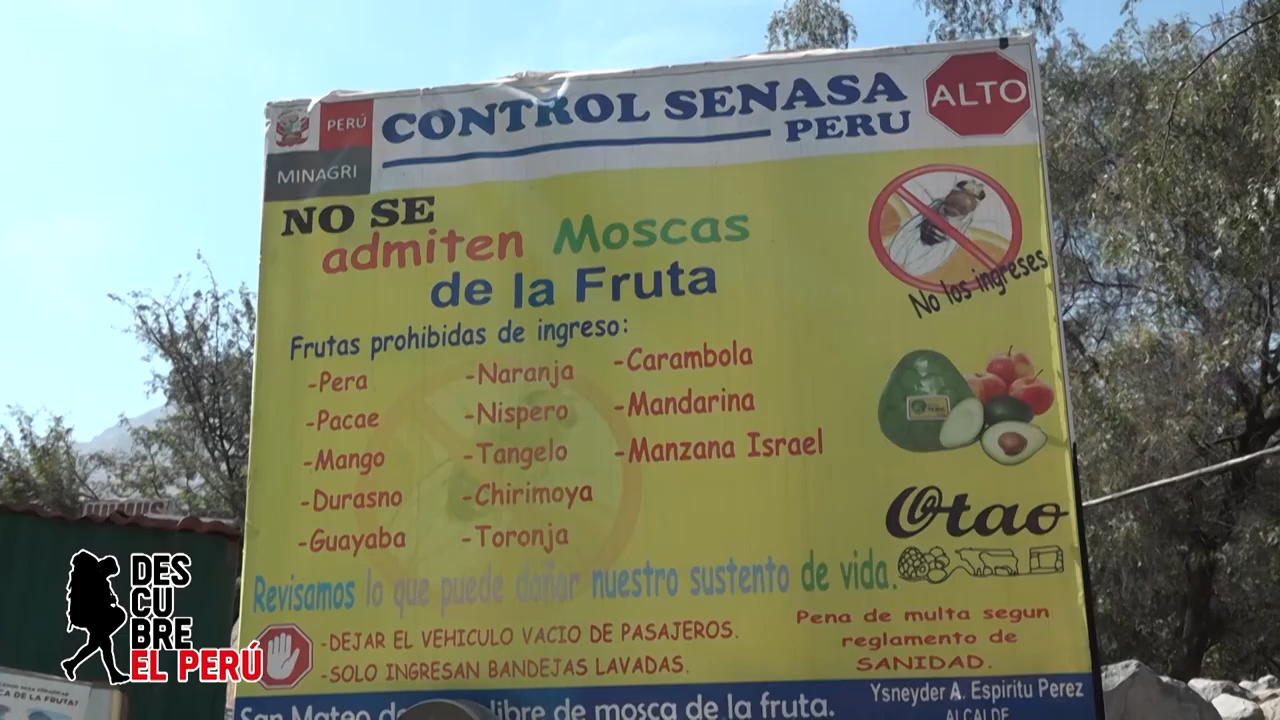 PERÚ
MINAGRI
CONTROL SENASA
PERU
ALTO
NO SE
admiten Moscas
de la Fruta
No los ingreses
Frutas prohibidas de ingreso:
-Pera
-Pacae
-Mango
-Durasno
-Guayaba
-Naranja
-Nispero
-Tangelo
-Chirimoya
-Toronja
-Carambola
-Mandarina
-Manzana Israel
Otao
Revisamos lo que puede dañar nuestro sustento de vida.
-DEJAR EL VEHICULO VACIO DE PASAJEROS.
-SOLO INGRESAN BANDEJAS LAVADAS.
Pena de multa segun
reglamento de
SANIDAD.
San Mateo de libre de mosca de la fruta.
Ysneyder A. Espiritu Perez
ALCALDE
DES
CU
BRE
EL PERÚ
DE LA FRUTA?